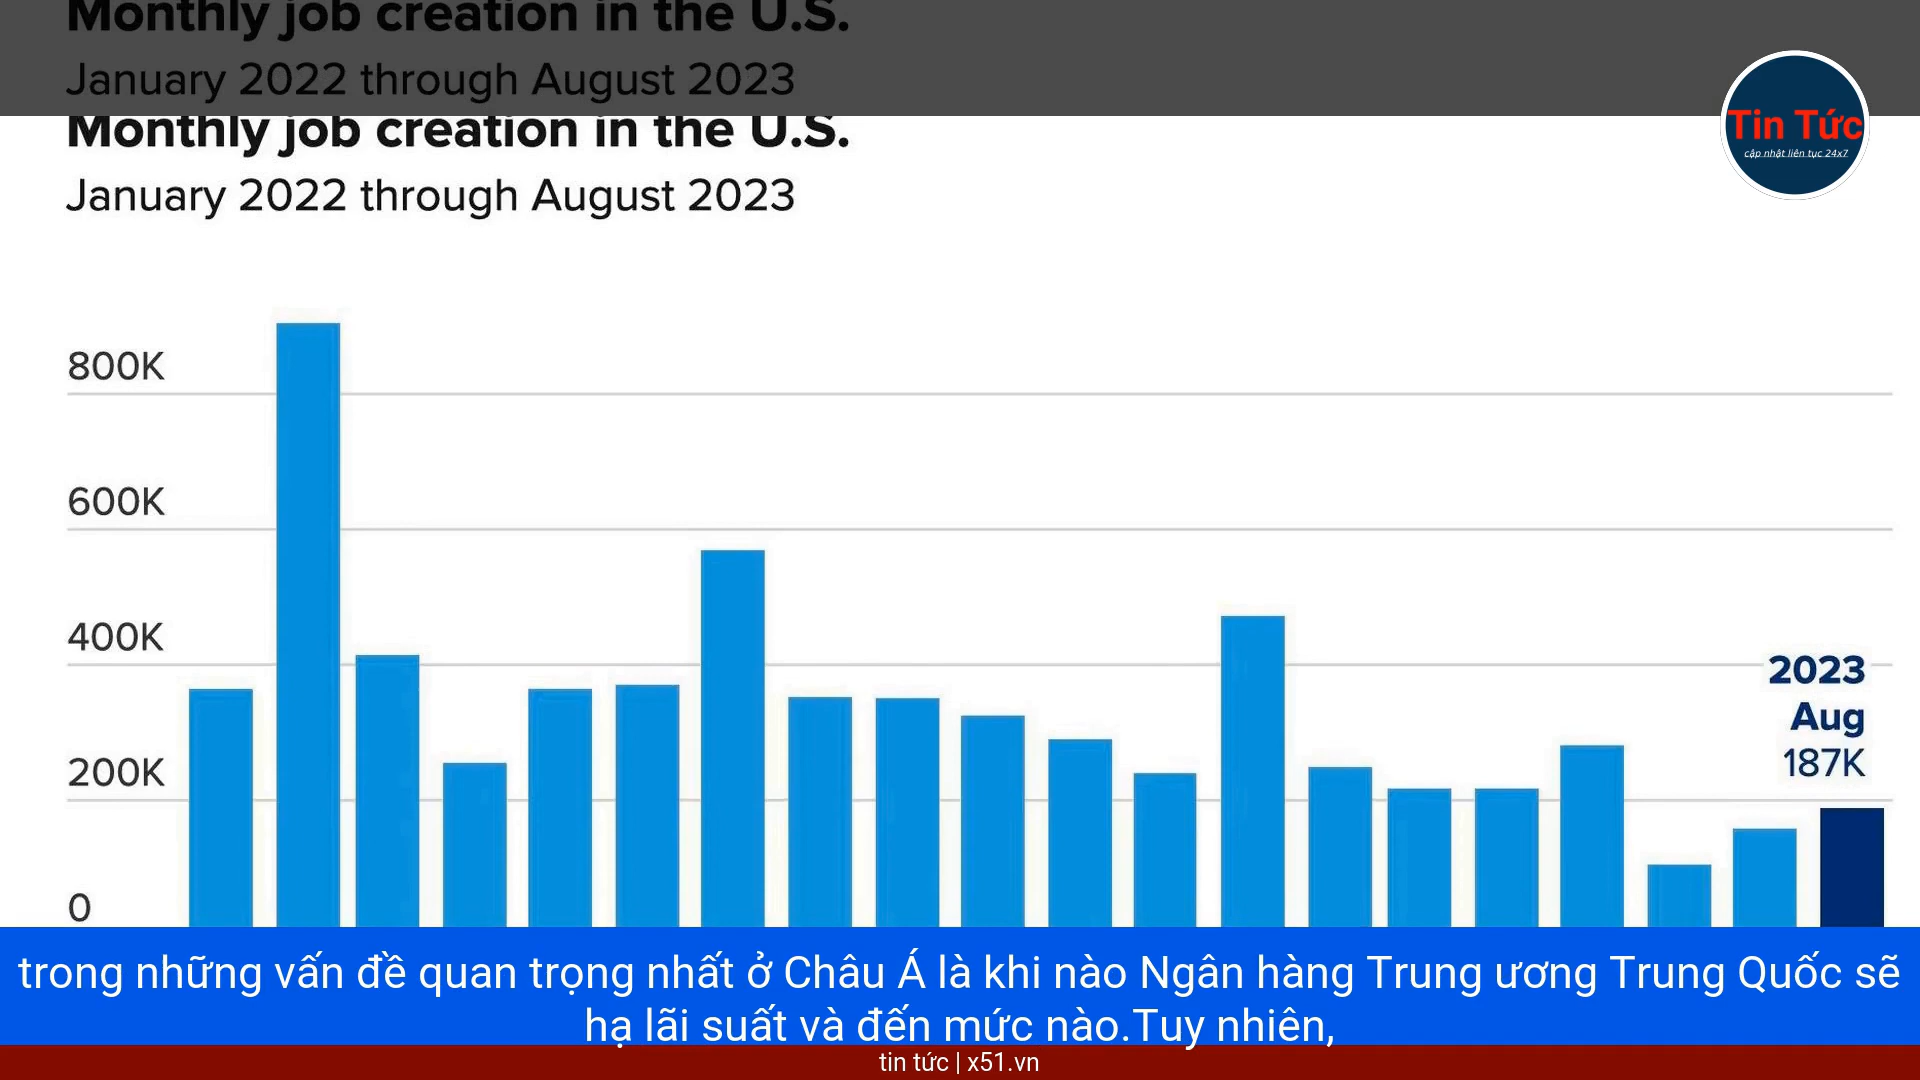 Monthly job creation in the U.S.
January 2022 through August 2023
Monthly job creation in the U.S.
January 2022 through August 2023
Tin Tức
cập nhật liên tục 24x7
800K
600K
400K
200K
0
2023
Aug
187K
trong những vấn đề quan trọng nhất ở Châu Á là khi nào Ngân hàng Trung ương Trung Quốc sẽ
hạ lãi suất và đến mức nào.Tuy nhiên,
tin tức | x51.vn